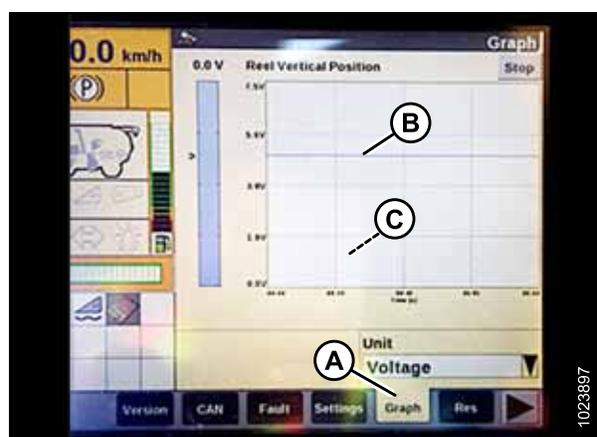 Graph
0.0 km/h
0.0 V
Reel Vertical Position
Stop
(P)
B
>
C
Unit
A
Voltage
Version CAN Fault Settings Graph Res
1023897